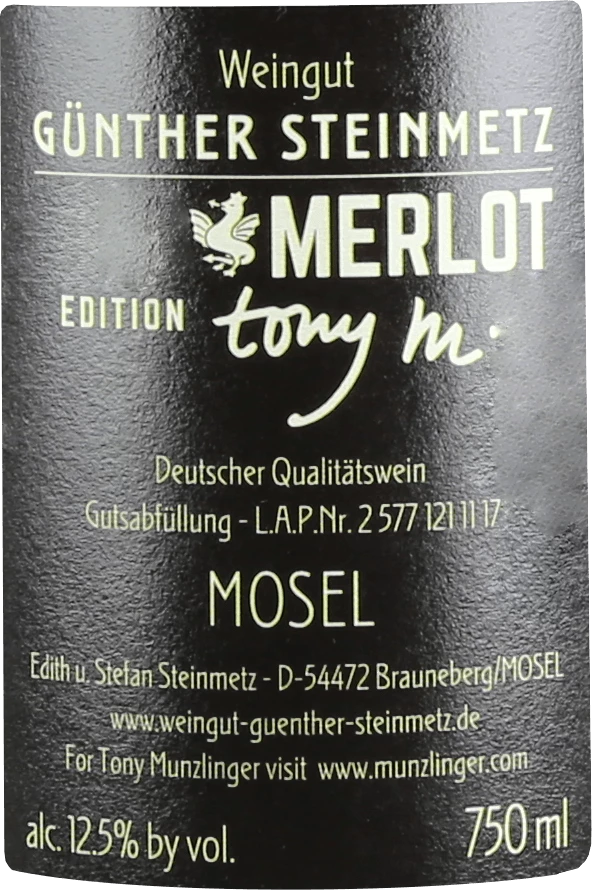 Weingut
GÜNTHER STEINMETZ
MERLOT
EDITION tony m.
Deutscher Qualitätswein
Gutsabfüllung - L.A.P.Nr. 2 577 121 11 17
MOSEL
Edith u. Stefan Steinmetz - D-54472 Brauneberg/MOSEL
www.weingut-guenther-steinmetz.de
For Tony Munzlinger visit www.munzlinger.com
alc. 12.5% by vol. 750 ml